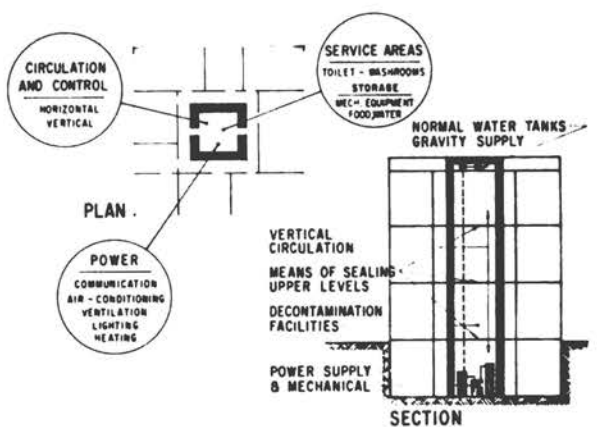 CIRCULATION
AND CONTROL
HORIZONTAL
VERTICAL
SERVICE AREAS
TOILET - WASHROOMS
STORAGE
MECH. EQUIPMENT
FOOD, WATER
PLAN.
POWER
COMMUNICATION
AIR - CONDITIONING
VENTILATION
LIGHTING
HEATING
NORMAL WATER TANKS
GRAVITY SUPPLY
VERTICAL
CIRCULATION
MEANS OF SEALING
UPPER LEVELS
DECONTAMINATION
FACILITIES
POWER SUPPLY
& MECHANICAL
SECTION